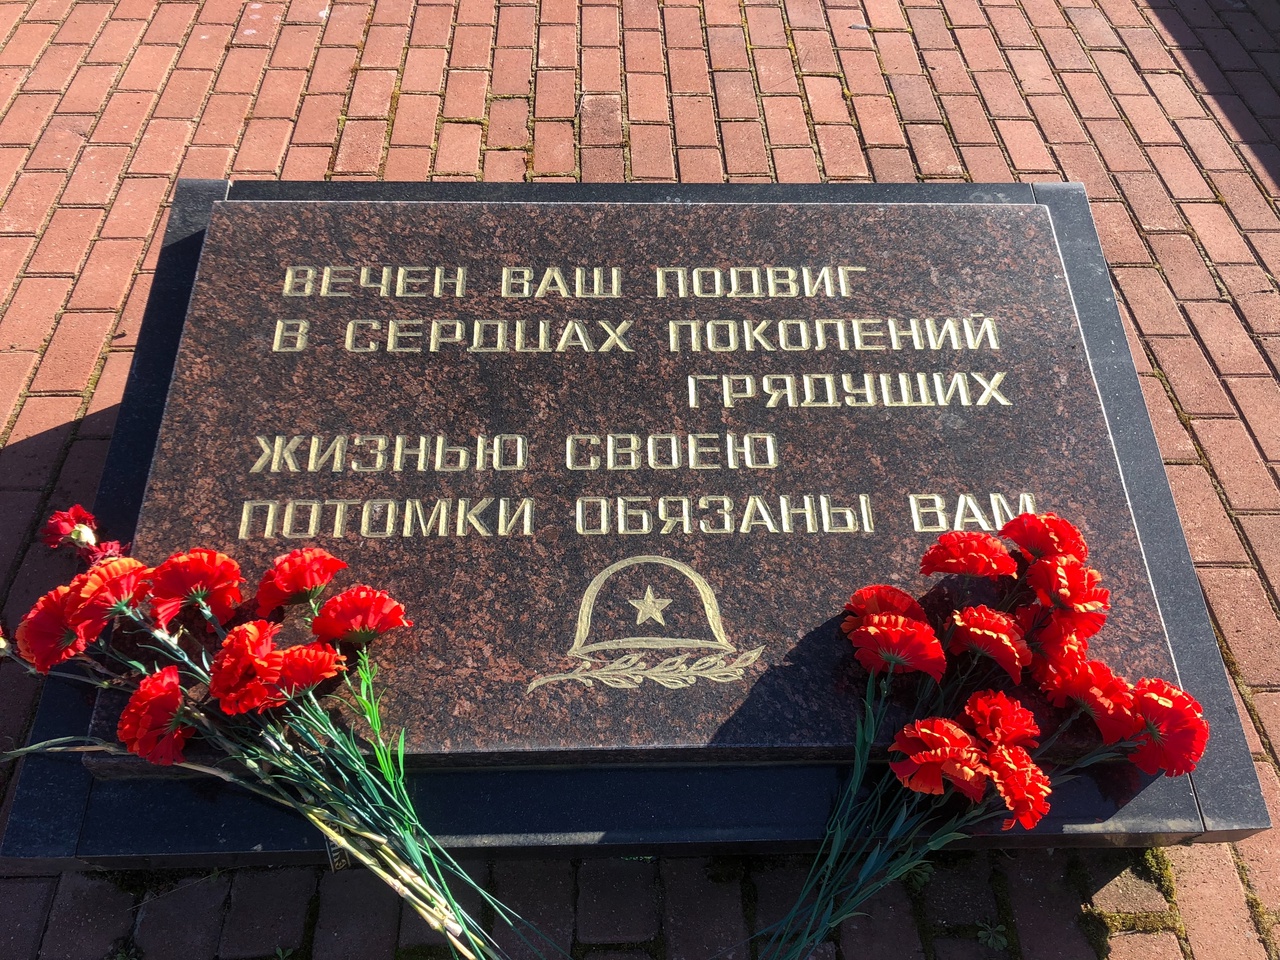 ВЕЧЕН ВАШ ПОДВИГ
В СЕРДЦАХ ПОКОЛЕНИЙ
ГРЯДУЩИХ
ЖИЗНЬЮ СВОЕЮ
ПОТОМКИ ОБЯЗАНЫ ВАМ